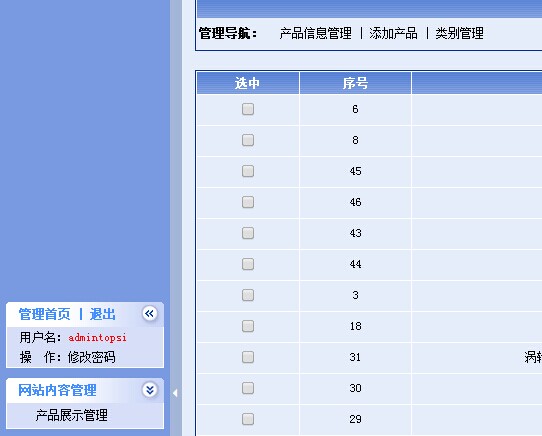 管理导航： 产品信息管理 | 添加产品 | 类别管理
选中 序号
6
8
45
46
43
44
3
18
31
30
29
管理首页 | 退出
用户名: admintopsi
操 作: 修改密码
网站内容管理
产品展示管理